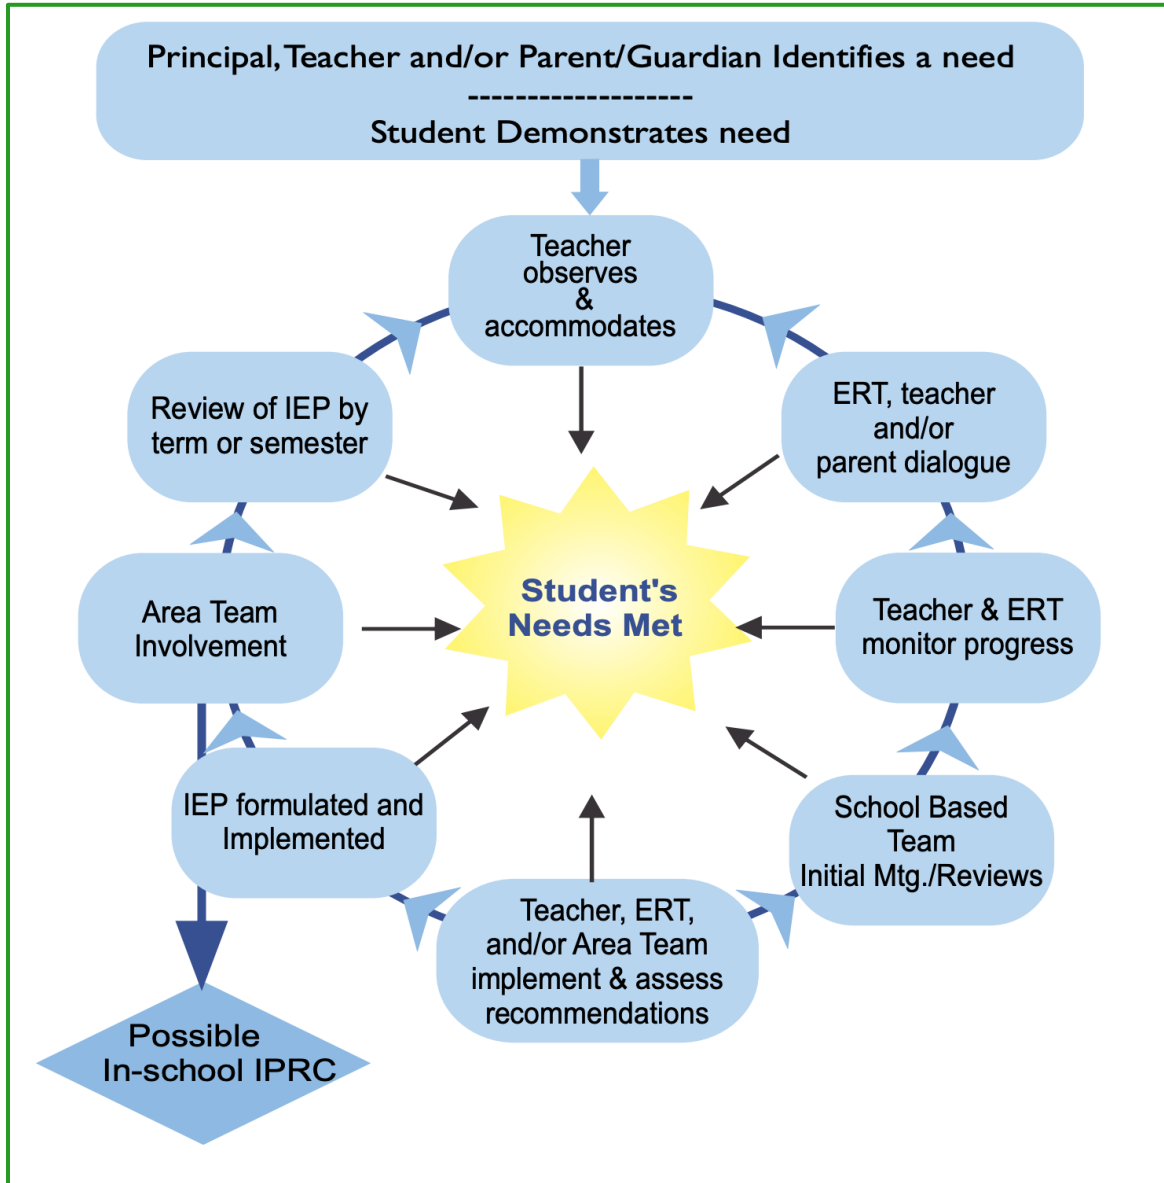 Principal, Teacher and/or Parent/Guardian Identifies a need
-------------------
Student Demonstrates need
Teacher
observes
&
accommodates
Review of IEP by
term or semester
ERT, teacher
and/or
parent dialogue
Student's
Needs Met
Area Team
Involvement
Teacher & ERT
monitor progress
IEP formulated and
Implemented
School Based
Team
Initial Mtg./Reviews
Teacher, ERT,
and/or Area Team
implement & assess
recommendations
Possible
In-school IPRC